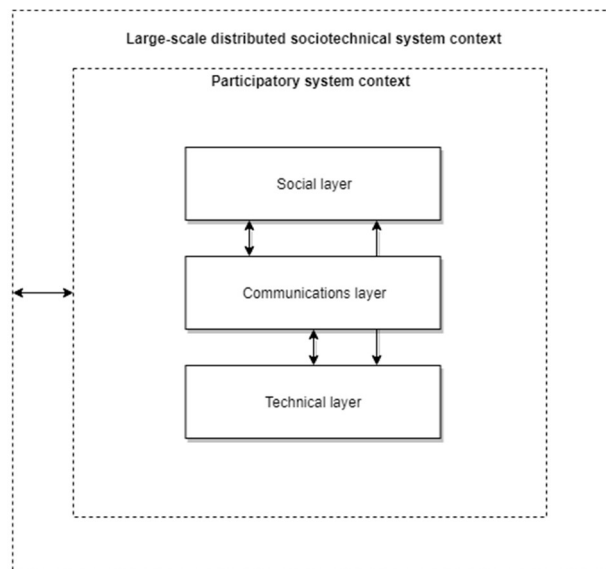 Large-scale distributed sociotechnical system context
Participatory system context
Social layer
Communications layer
Technical layer